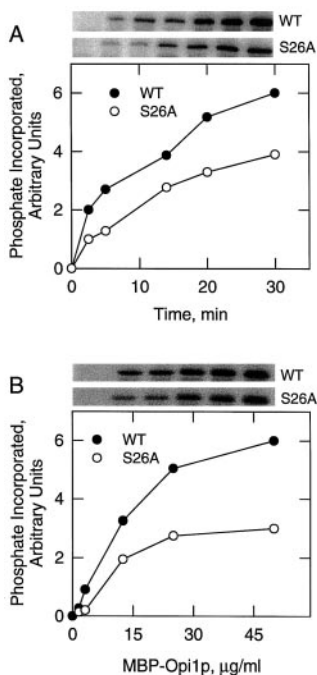 A
WT
S26A
Phosphate Incorporated,
Arbitrary Units
6
4
2
0
WT
S26A
0
10
20
30
Time, min
B
WT
S26A
Phosphate Incorporated,
Arbitrary Units
6
4
2
0
WT
S26A
0
15
30
45
MBP-Opi1p, µg/ml